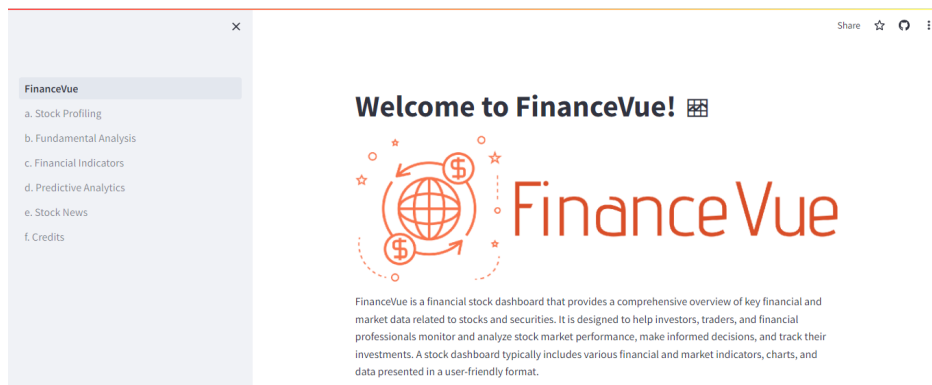 Share
FinanceVue
a. Stock Profiling
b. Fundamental Analysis
c. Financial Indicators
d. Predictive Analytics
e. Stock News
f. Credits
Welcome to FinanceVue!
$
$
FinanceVue
FinanceVue is a financial stock dashboard that provides a comprehensive overview of key financial and
market data related to stocks and securities. It is designed to help investors, traders, and financial
professionals monitor and analyze stock market performance, make informed decisions, and track their
investments. A stock dashboard typically includes various financial and market indicators, charts, and
data presented in a user-friendly format.